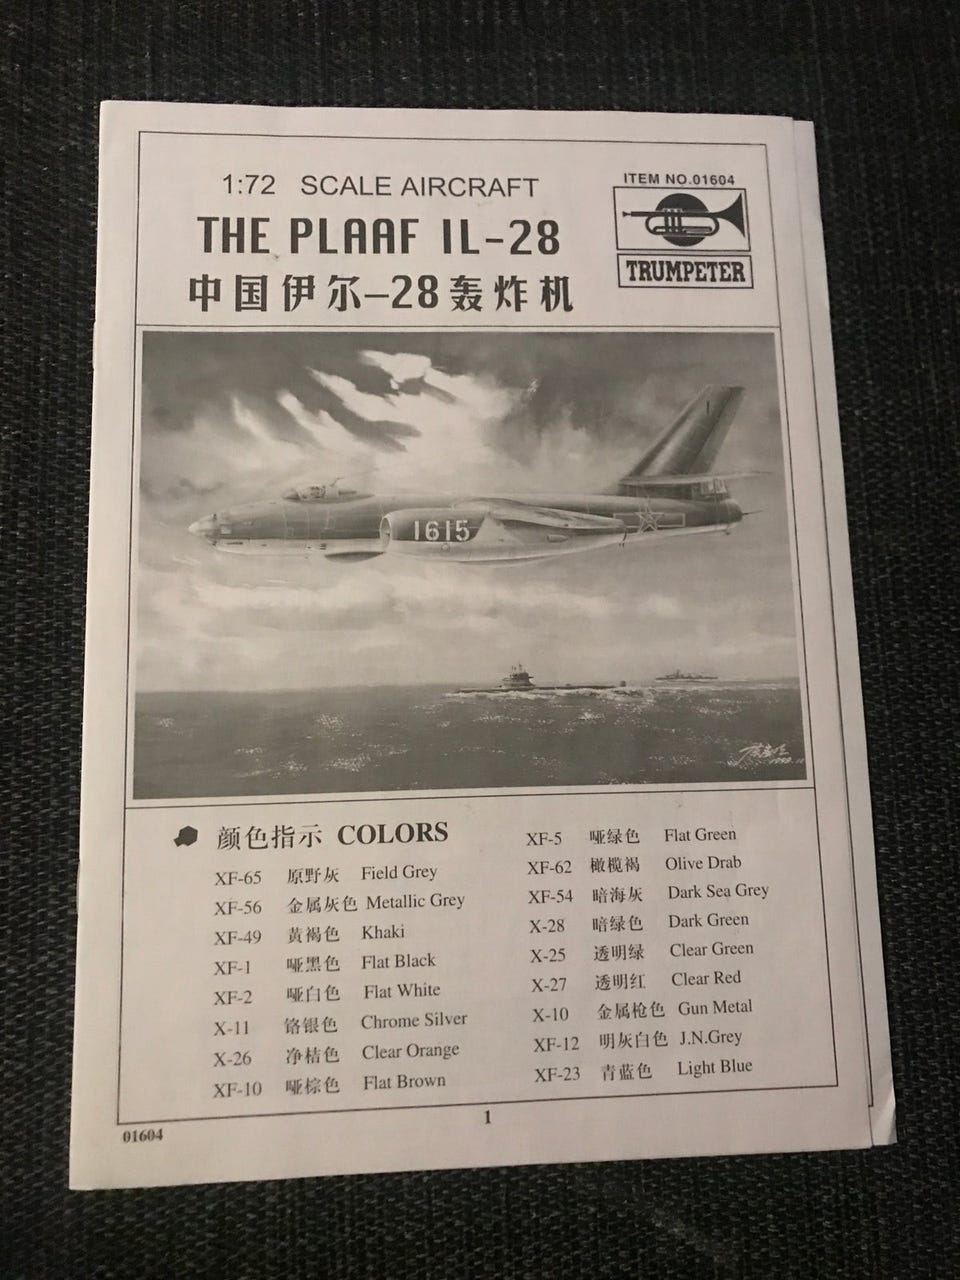 1:72 SCALE AIRCRAFT
THE PLAAF IL-28
中国伊尔-28轰炸机
ITEM NO.01604
TRUMPETER
1615
颜色指示 COLORS
XF-65 原野灰 Field Grey
XF-56 金属灰色 Metallic Grey
XF-49 黄褐色 Khaki
XF-1 哑黑色 Flat Black
XF-2 哑白色 Flat White
X-11 铬银色 Chrome Silver
X-26 净桔色 Clear Orange
XF-10 哑棕色 Flat Brown
XF-5 哑绿色 Flat Green
XF-62 橄榄褐 Olive Drab
XF-54 暗海灰 Dark Sea Grey
X-28 暗绿色 Dark Green
X-25 透明绿 Clear Green
X-27 透明红 Clear Red
X-10 金属枪色 Gun Metal
XF-12 明灰白色 J.N.Grey
XF-23 青蓝色 Light Blue
1
01604